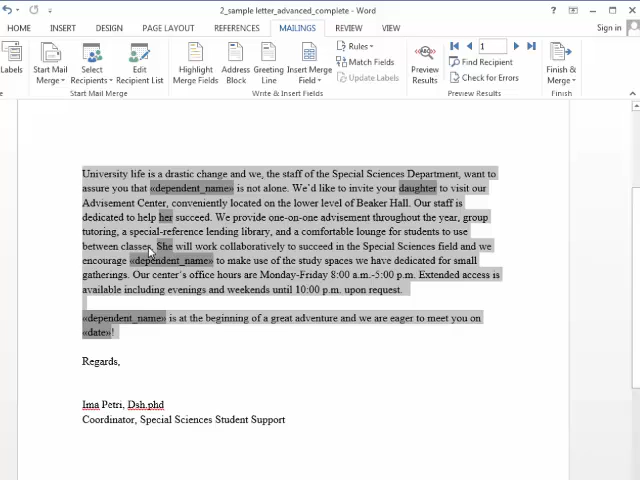 2_sample letter_advanced_complete - Word
HOME INSERT DESIGN PAGE LAYOUT REFERENCES MAILINGS REVIEW VIEW Sign in
Labels Start Mail Merge Select Recipients Edit Recipient List Highlight Merge Fields Address Block Greeting Line Insert Merge Field Rules Match Fields Update Labels Preview Results ABC 1 Find Recipient Check for Errors Finish & Merge
Start Mail Merge Write & Insert Fields Preview Results Finish
University life is a drastic change and we, the staff of the Special Sciences Department, want to
assure you that «dependent_name» is not alone. We'd like to invite your daughter to visit our
Advisement Center, conveniently located on the lower level of Beaker Hall. Our staff is
dedicated to help her succeed. We provide one-on-one advisement throughout the year, group
tutoring, a special-reference lending library, and a comfortable lounge for students to use
between classes. She will work collaboratively to succeed in the Special Sciences field and we
encourage «dependent_name» to make use of the study spaces we have dedicated for small
gatherings. Our center's office hours are Monday-Friday 8:00 a.m.-5:00 p.m. Extended access is
available including evenings and weekends until 10:00 p.m. upon request.
«dependent_name» is at the beginning of a great adventure and we are eager to meet you on
«date»!
Regards,
Ima Petri, Dsh.phd
Coordinator, Special Sciences Student Support